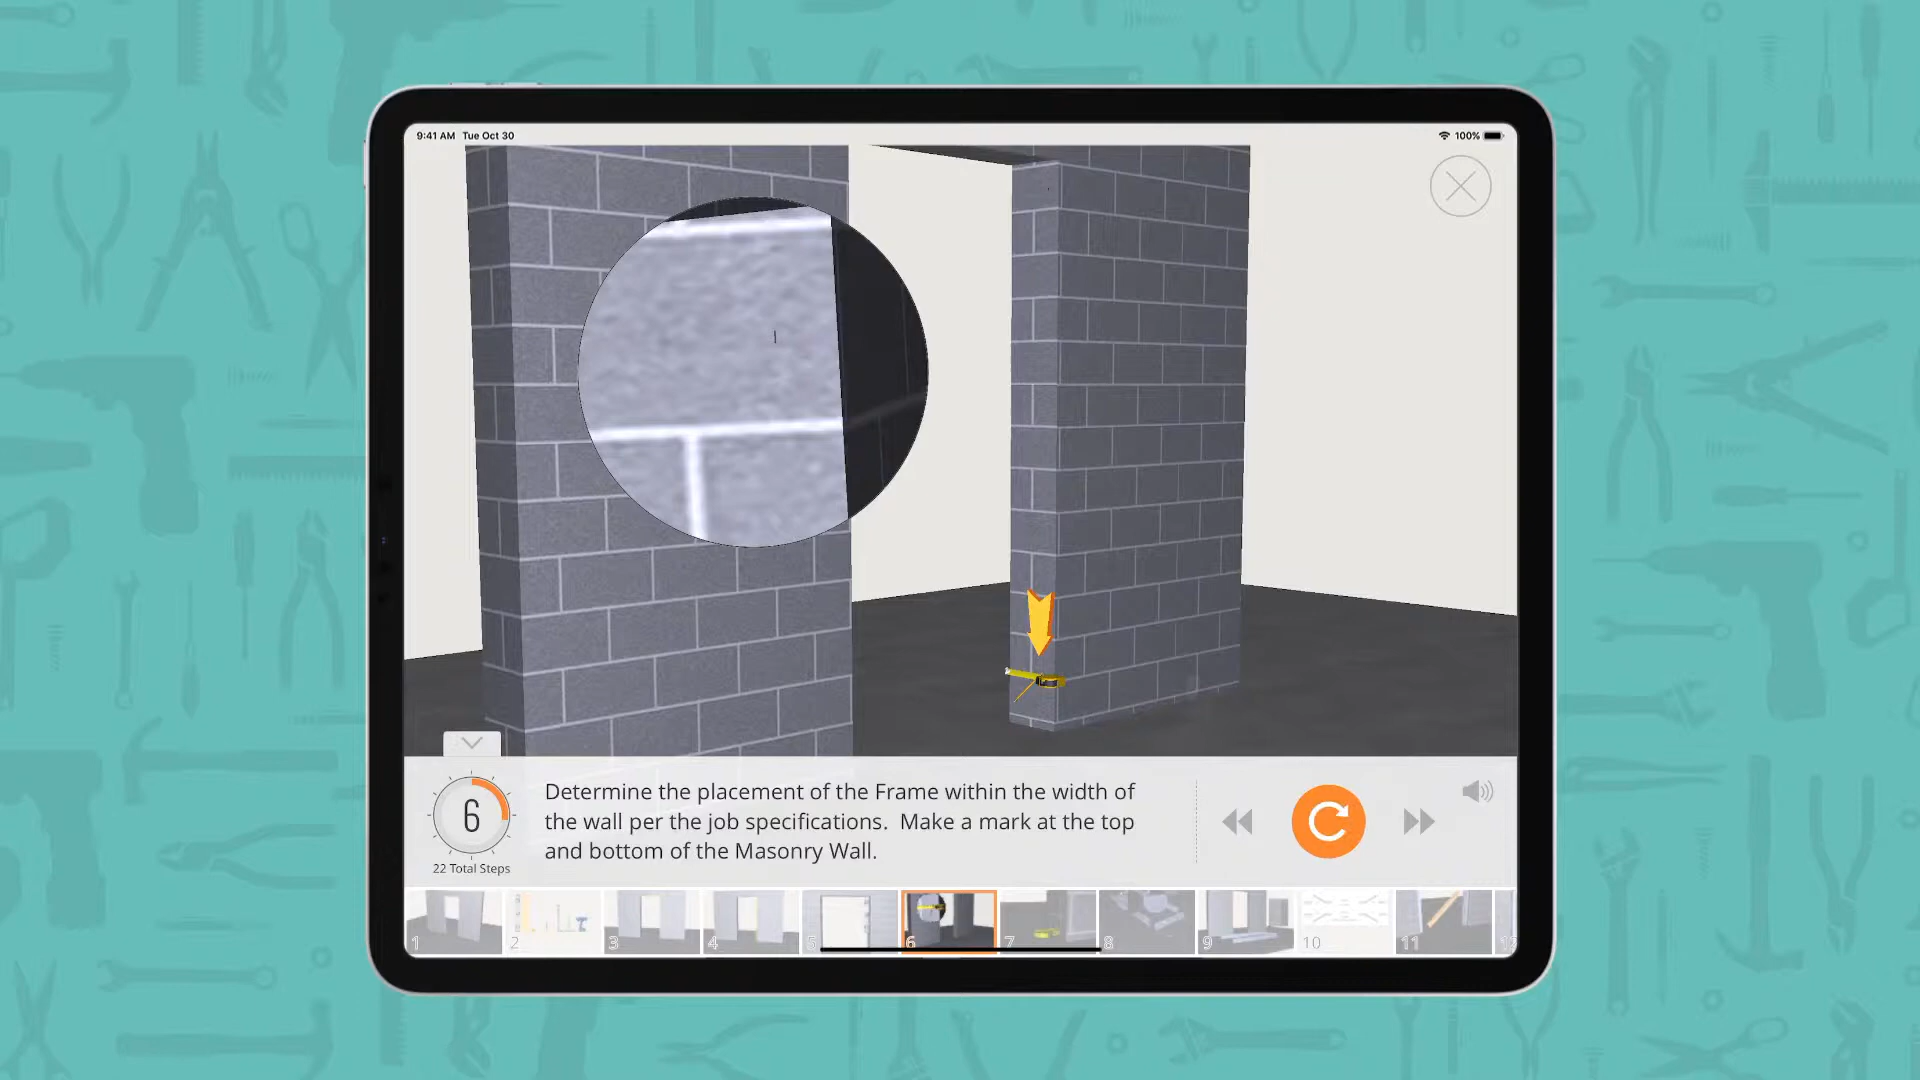 9:41 AM Tue Oct 30
100%
6
22 Total Steps
Determine the placement of the Frame within the width of
the wall per the job specifications. Make a mark at the top
and bottom of the Masonry Wall.
1
2
3
4
5
6
7
8
9
10
11